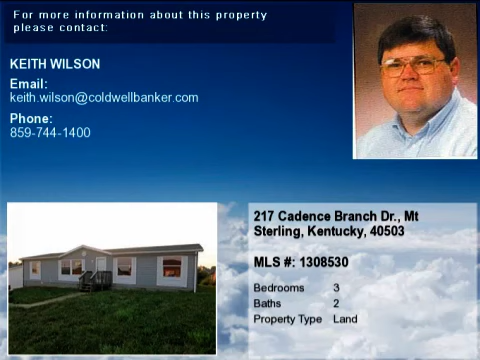 For more information about this property
please contact:
KEITH WILSON
Email:
keith.wilson@coldwellbanker.com
Phone:
859-744-1400
217 Cadence Branch Dr., Mt
Sterling, Kentucky, 40503
MLS #: 1308530
Bedrooms 3
Baths 2
Property Type Land